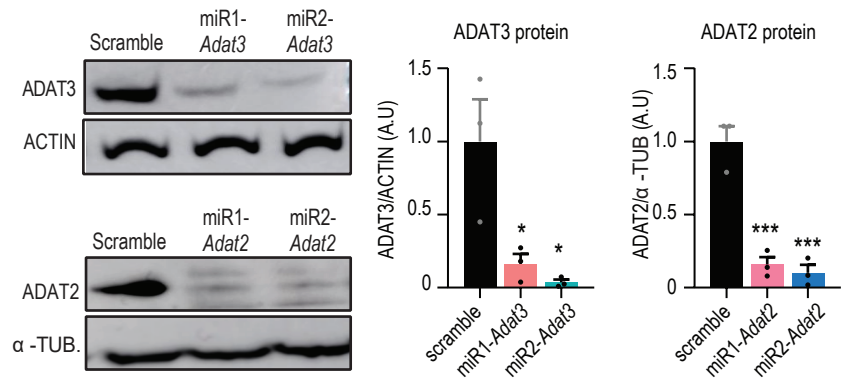 Scramble
miR1-
Adat3
miR2-
Adat3
ADAT3
ACTIN
Scramble
miR1-
Adat2
miR2-
Adat2
ADAT2
α -TUB.
ADAT3 protein
ADAT3/ACTIN (A.U)
1.5
1.0
0.5
0
*
*
scramble
miR1-Adat3
miR2-Adat3
ADAT2 protein
ADAT2/α -TUB (A.U)
1.5
1.0
0.5
0
***
***
scramble
miR1-Adat2
miR2-Adat2